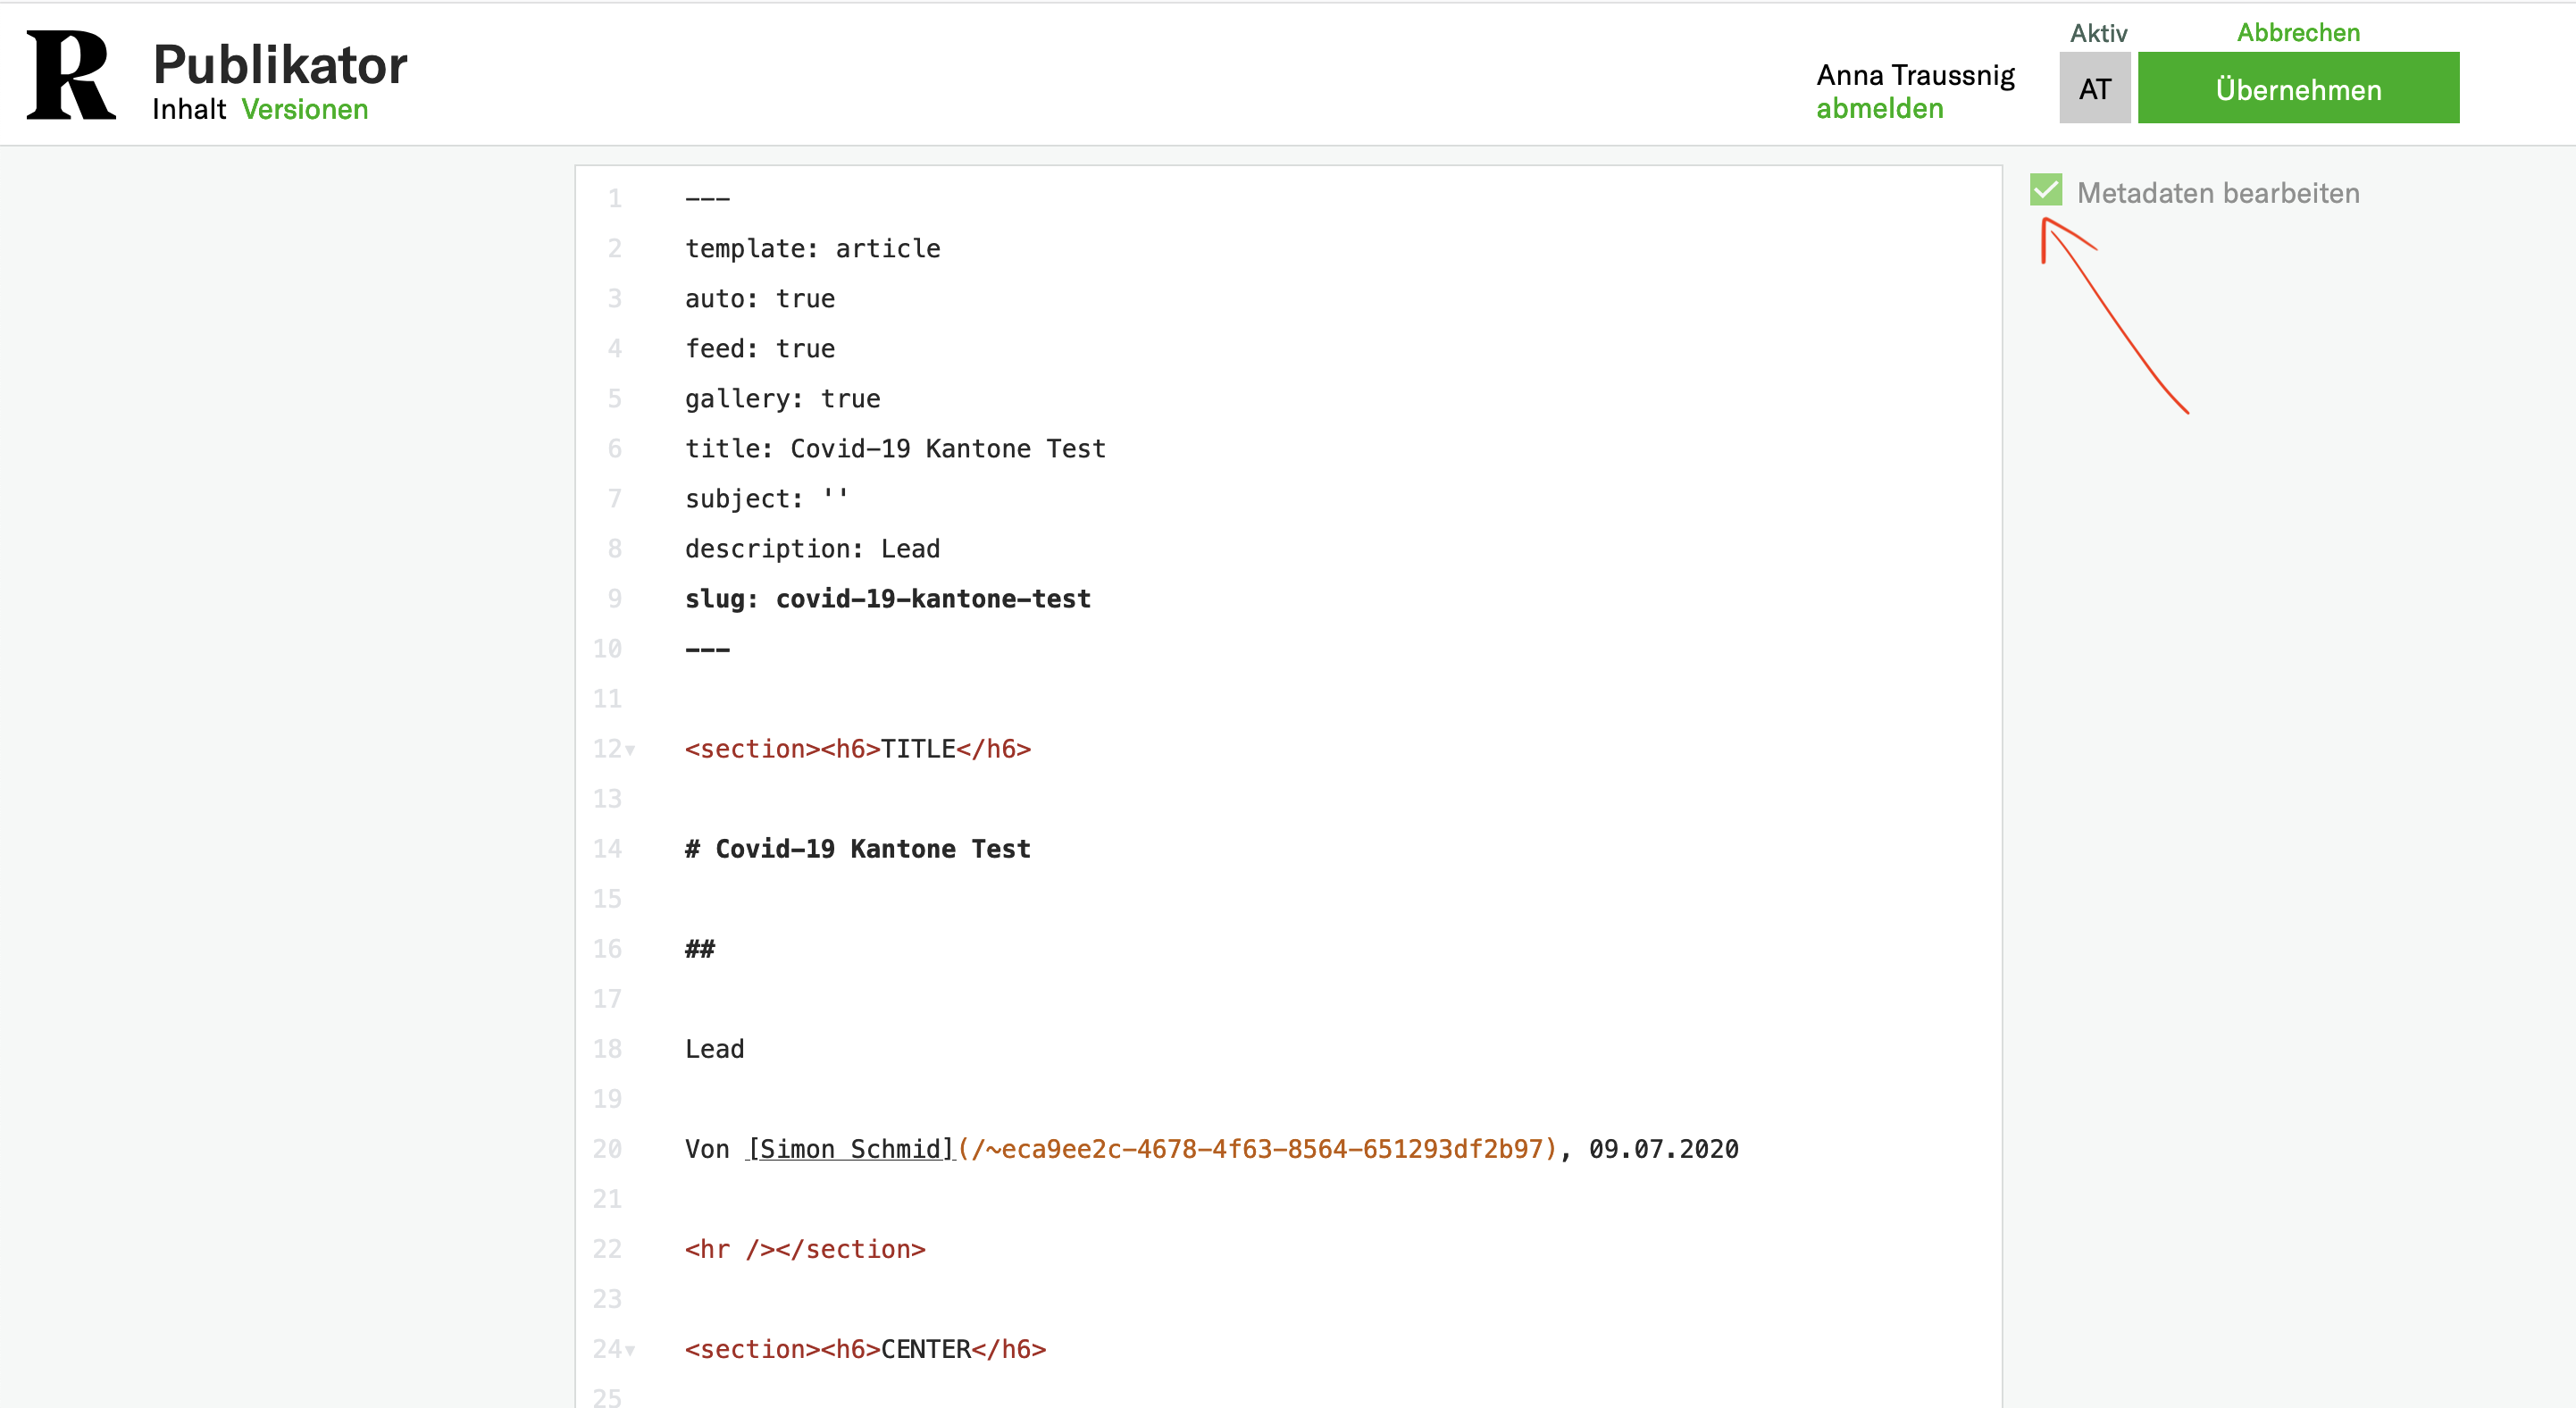 R
Publikator
Inhalt Versionen
Anna Traussnig
abmelden
Aktiv
AT
Abbrechen
Übernehmen
Metadaten bearbeiten
1 ---
2 template: article
3 auto: true
4 feed: true
5 gallery: true
6 title: Covid-19 Kantone Test
7 subject: ''
8 description: Lead
9 slug: covid-19-kantone-test
10 ---
11
12 <section><h6>TITLE</h6>
13
14 # Covid-19 Kantone Test
15
16 ##
17
18 Lead
19
20 Von [Simon Schmid](/~eca9ee2c-4678-4f63-8564-651293df2b97), 09.07.2020
21
22 <hr /></section>
23
24 <section><h6>CENTER</h6>
25